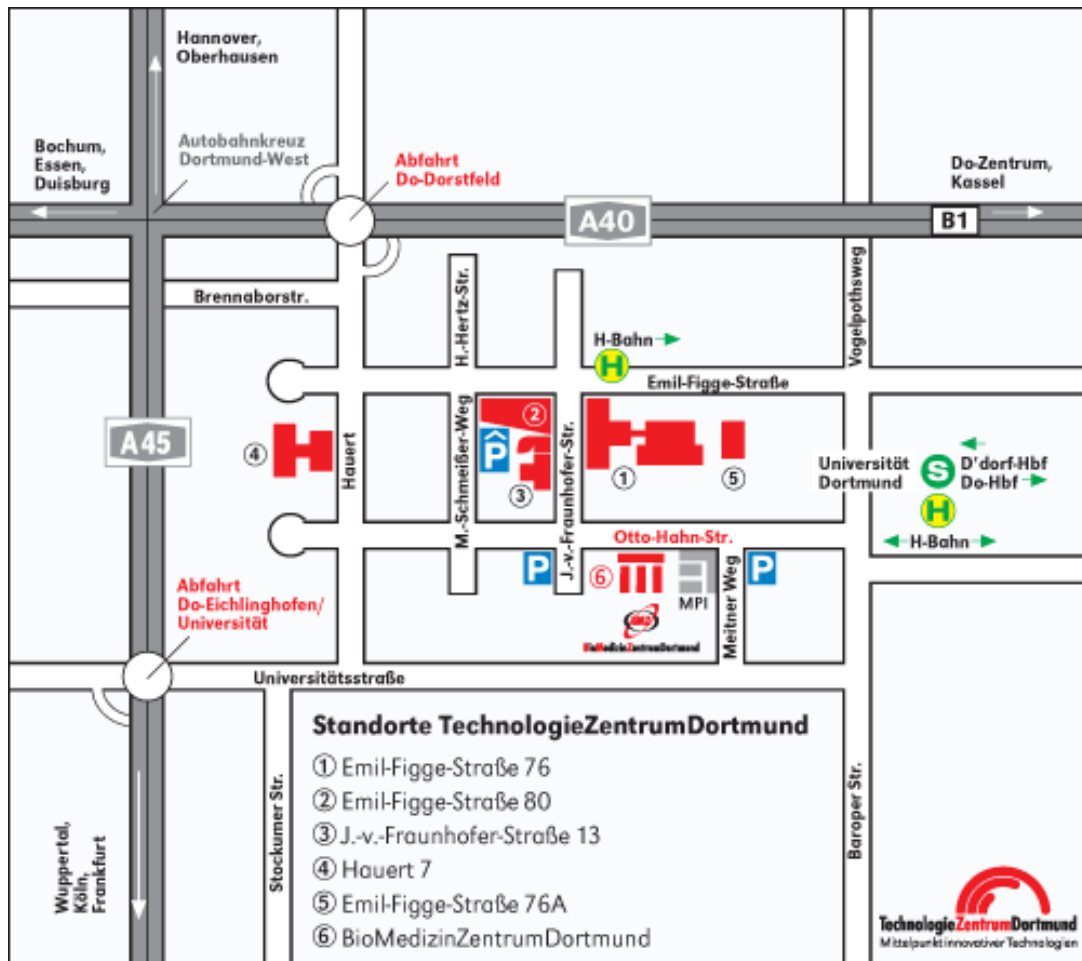 Hannover,
Oberhausen
Bochum,
Essen,
Duisburg
Autobahnkreuz
Dortmund-West
Abfahrt
Do-Dorstfeld
Do-Zentrum,
Kassel
A40
B1
Brennaborstr.
H.-Hertz-Str.
Vogelpothsweg
H-Bahn
H
Emil-Figge-Straße
A45
4
Hauert
M.-Schmeißer-Weg
2
P
3
J.-v.-Fraunhofer-Str.
1
5
Universität
Dortmund
S
D'dorf-Hbf
Do-Hbf
H
H-Bahn
Otto-Hahn-Str.
P
6
MPI
Meitner Weg
P
BioMedizinZentrumDortmund
Abfahrt
Do-Eichlinghofen/
Universität
Universitätsstraße
Stockumer Str.
Baroper Str.
Wuppertal,
Köln,
Frankfurt
Standorte TechnologieZentrumDortmund
1 Emil-Figge-Straße 76
2 Emil-Figge-Straße 80
3 J.-v.-Fraunhofer-Straße 13
4 Hauert 7
5 Emil-Figge-Straße 76A
6 BioMedizinZentrumDortmund
TechnologieZentrumDortmund
Mittelpunkt innovativer Technologien